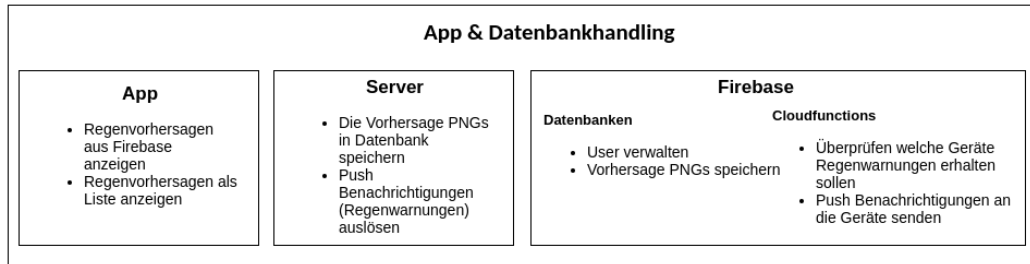 App & Datenbankhandling
App
• Regenvorhersagen
aus Firebase
anzeigen
• Regenvorhersagen als
Liste anzeigen
Server
• Die Vorhersage PNGs
in Datenbank
speichern
• Push
Benachrichtigungen
(Regenwarnungen)
auslösen
Firebase
Datenbanken
• User verwalten
• Vorhersage PNGs speichern
Cloudfunctions
• Überprüfen welche Geräte
Regenwarnungen erhalten
sollen
• Push Benachrichtigungen an
die Geräte senden